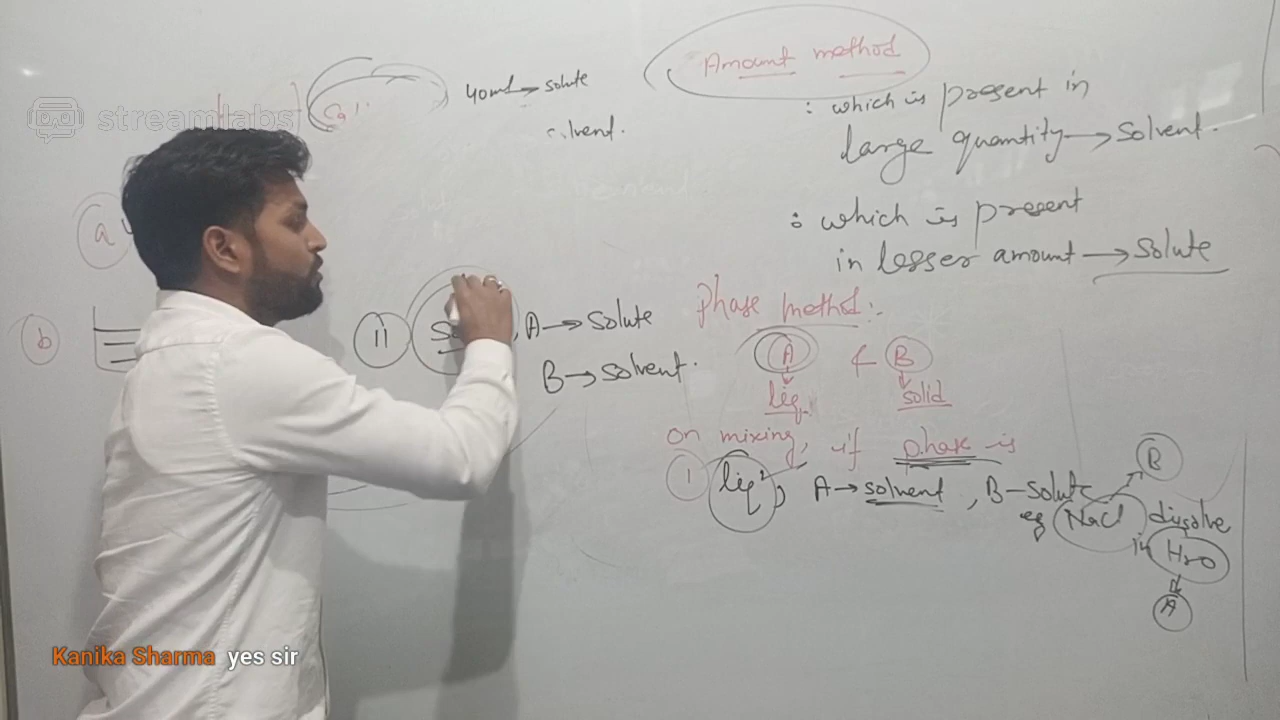 streamlabs
40ml → solute
solvent.
Amount method
: which is present in
large quantity → Solvent.
: which is present
in lesser amount → Solute
a
b
II
, A → Solute
B → solvent.
Phase method :-
A & B
liq. solid
on mixing, if phase is
I liq, A → solvent, B - Solute
eg NaCl dissolve
in H2O
B
A
Kanika Sharma yes sir